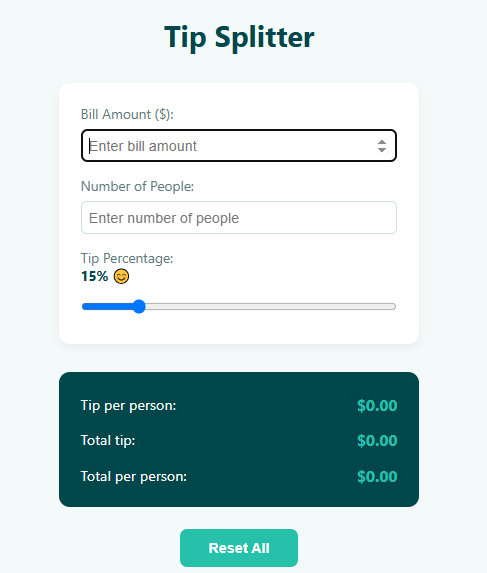 Tip Splitter
Bill Amount ($):
Enter bill amount
Number of People:
Enter number of people
Tip Percentage:
15% 😊
Tip per person: $0.00
Total tip: $0.00
Total per person: $0.00
Reset All